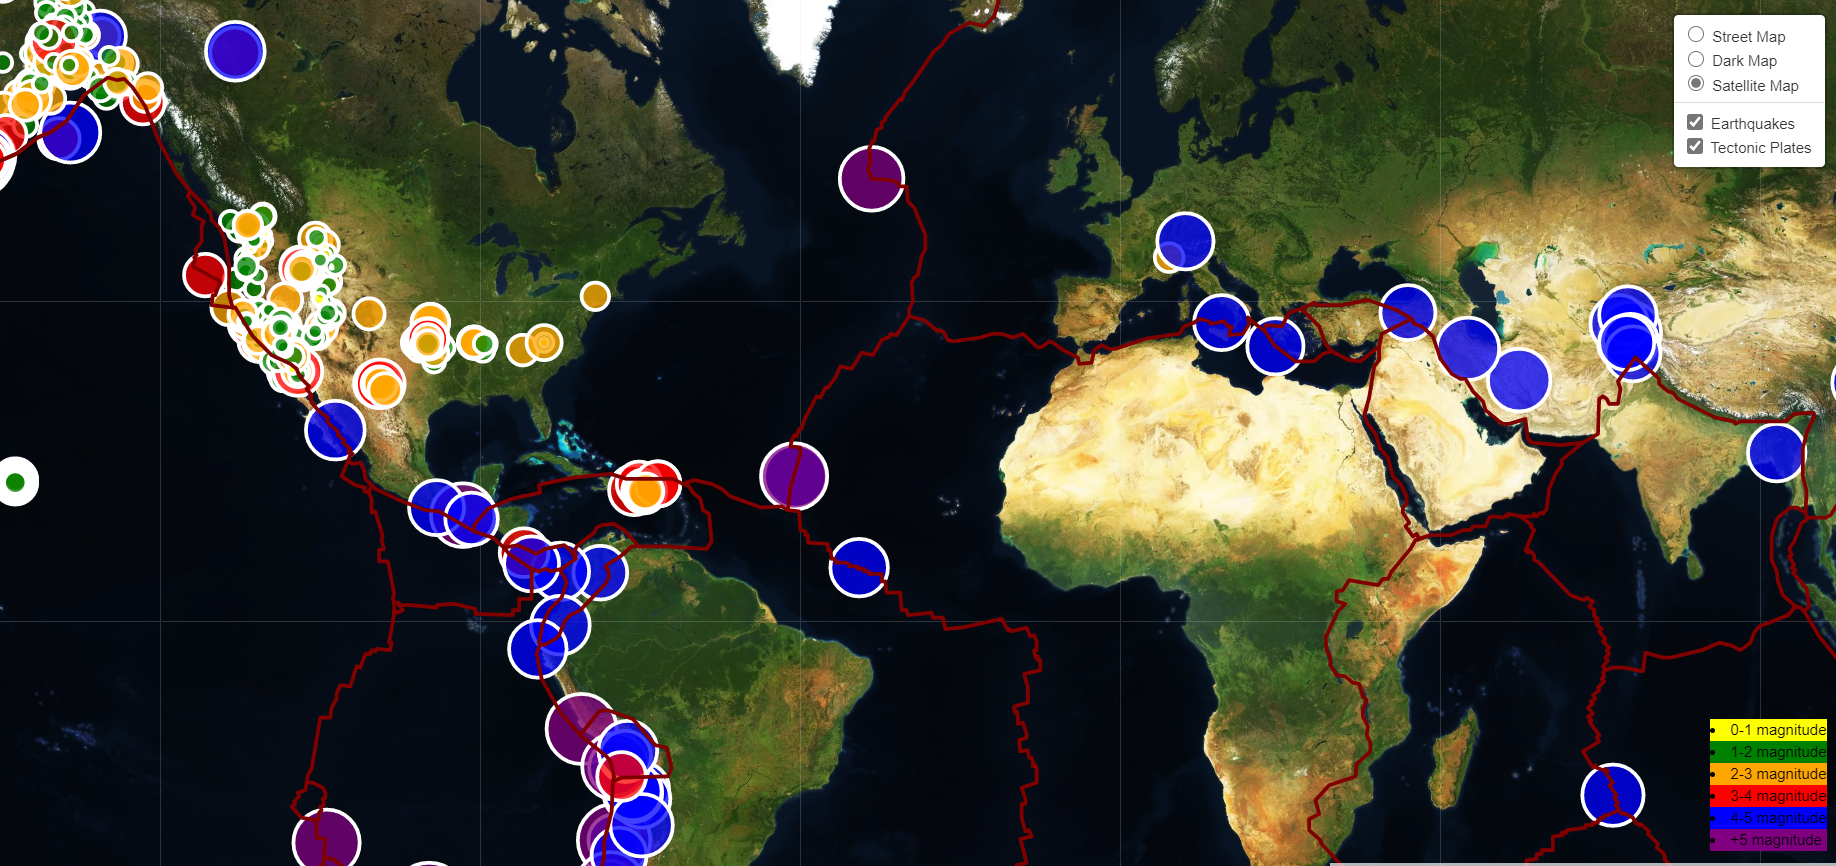 Street Map
Dark Map
Satellite Map
Earthquakes
Tectonic Plates
0-1 magnitude
1-2 magnitude
2-3 magnitude
3-4 magnitude
4-5 magnitude
+5 magnitude